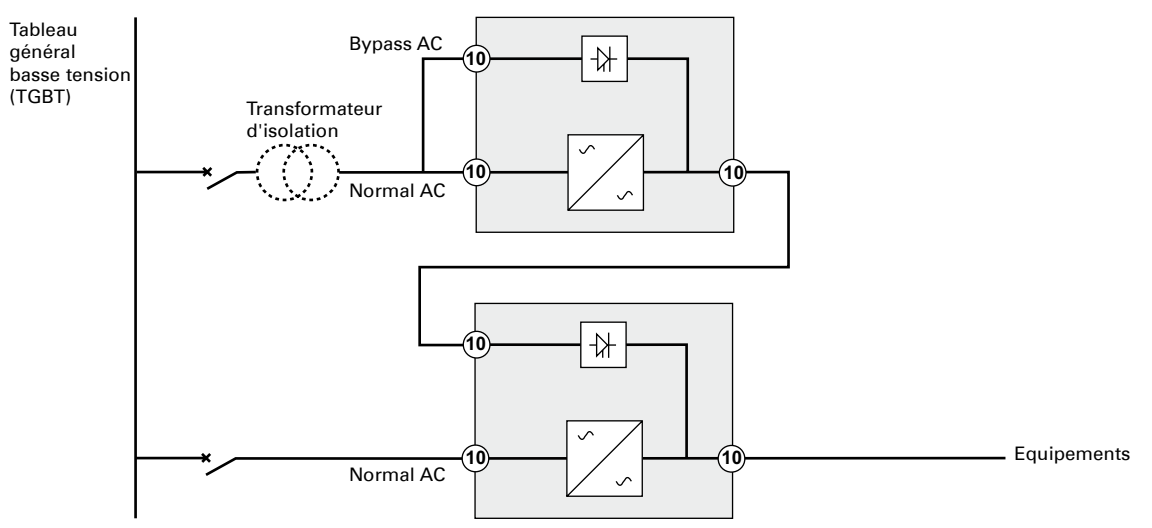 Tableau
général
basse tension
(TGBT)
Bypass AC
10
Transformateur
d'isolation
10
10
Normal AC
10
10
10
Normal AC
Equipements